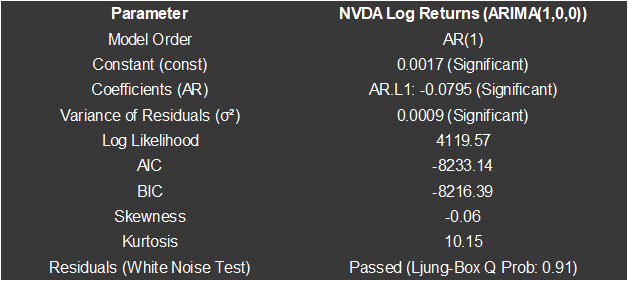 Parameter NVDA Log Returns (ARIMA(1,0,0))
Model Order AR(1)
Constant (const) 0.0017 (Significant)
Coefficients (AR) AR.L1: -0.0795 (Significant)
Variance of Residuals (σ²) 0.0009 (Significant)
Log Likelihood 4119.57
AIC -8233.14
BIC -8216.39
Skewness -0.06
Kurtosis 10.15
Residuals (White Noise Test) Passed (Ljung-Box Q Prob: 0.91)